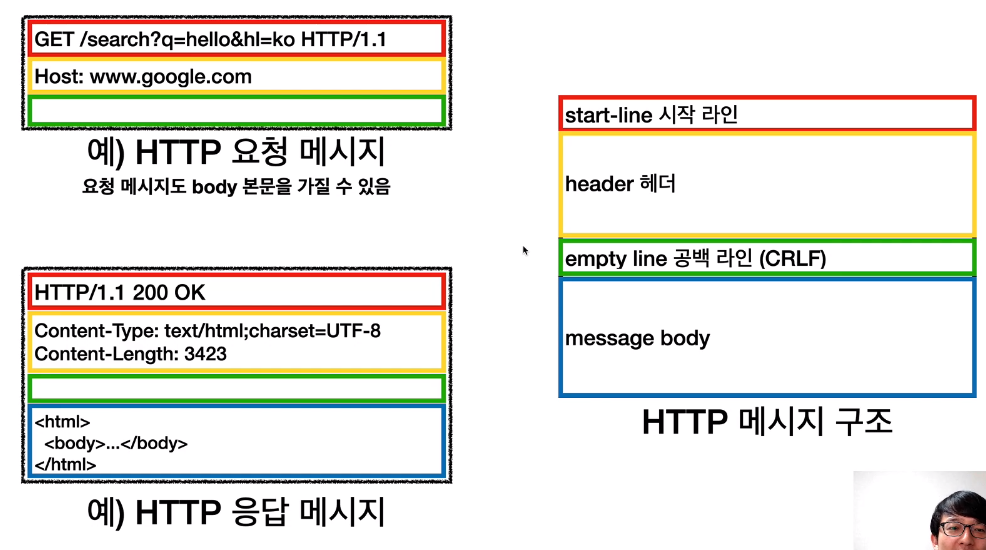 GET /search?q=hello&hl=ko HTTP/1.1
Host: www.google.com
예) HTTP 요청 메시지
요청 메시지도 body 본문을 가질 수 있음
HTTP/1.1 200 OK
Content-Type: text/html;charset=UTF-8
Content-Length: 3423
<html>
<body>...</body>
</html>
예) HTTP 응답 메시지
start-line 시작 라인
header 헤더
empty line 공백 라인 (CRLF)
message body
HTTP 메시지 구조